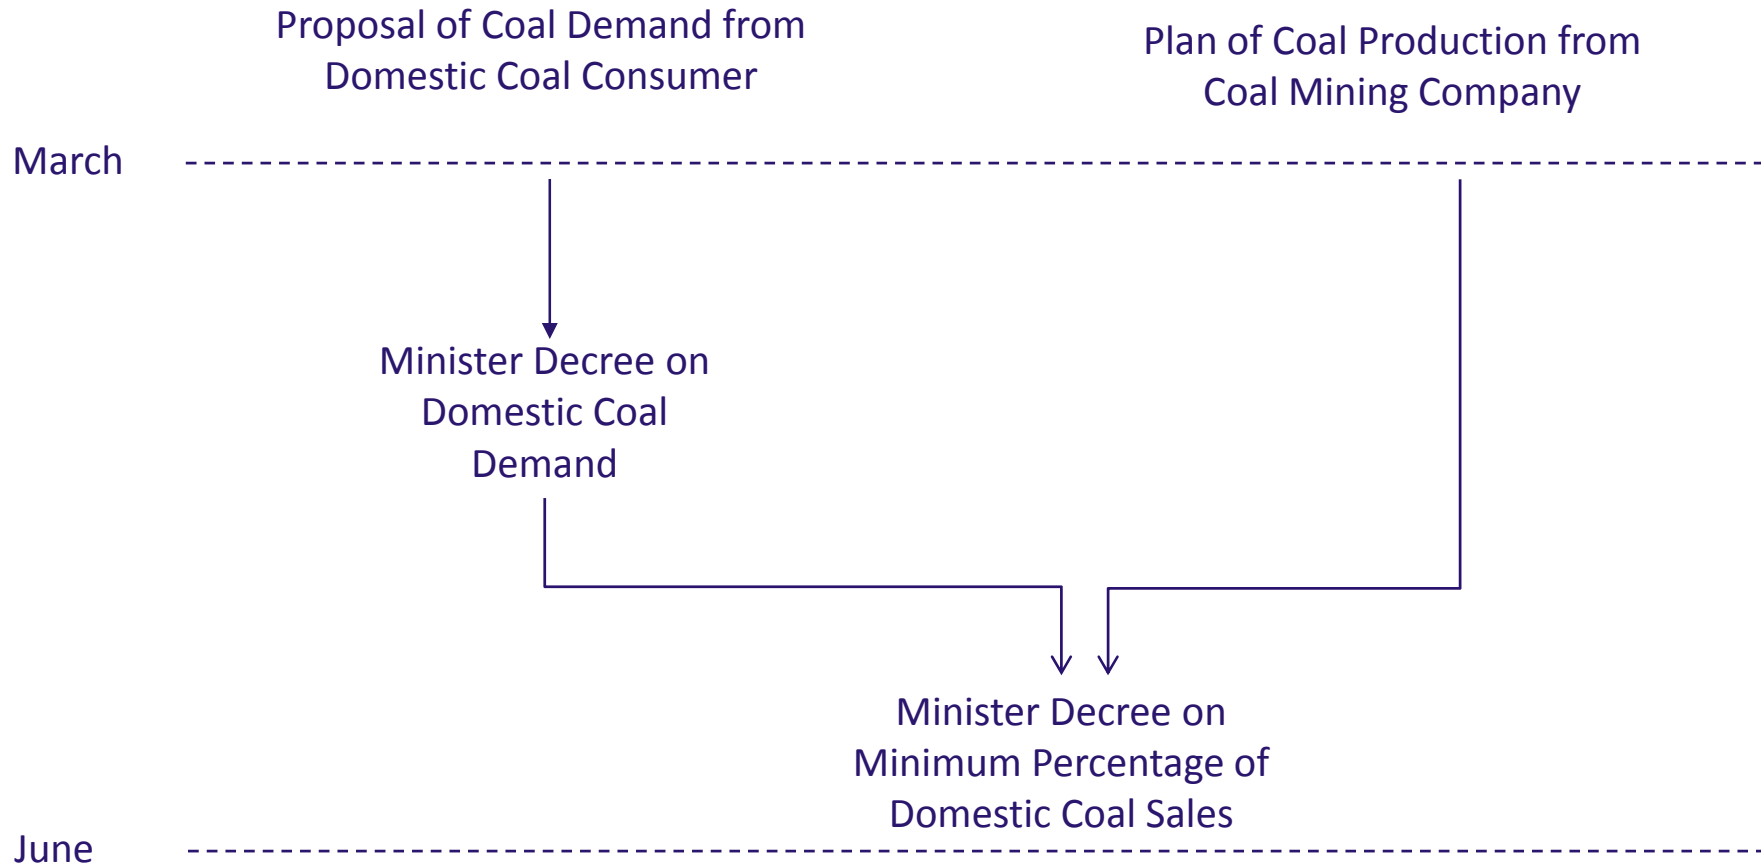 Proposal of Coal Demand from
Domestic Coal Consumer
Plan of Coal Production from
Coal Mining Company
March
Minister Decree on
Domestic Coal
Demand
Minister Decree on
Minimum Percentage of
Domestic Coal Sales
June